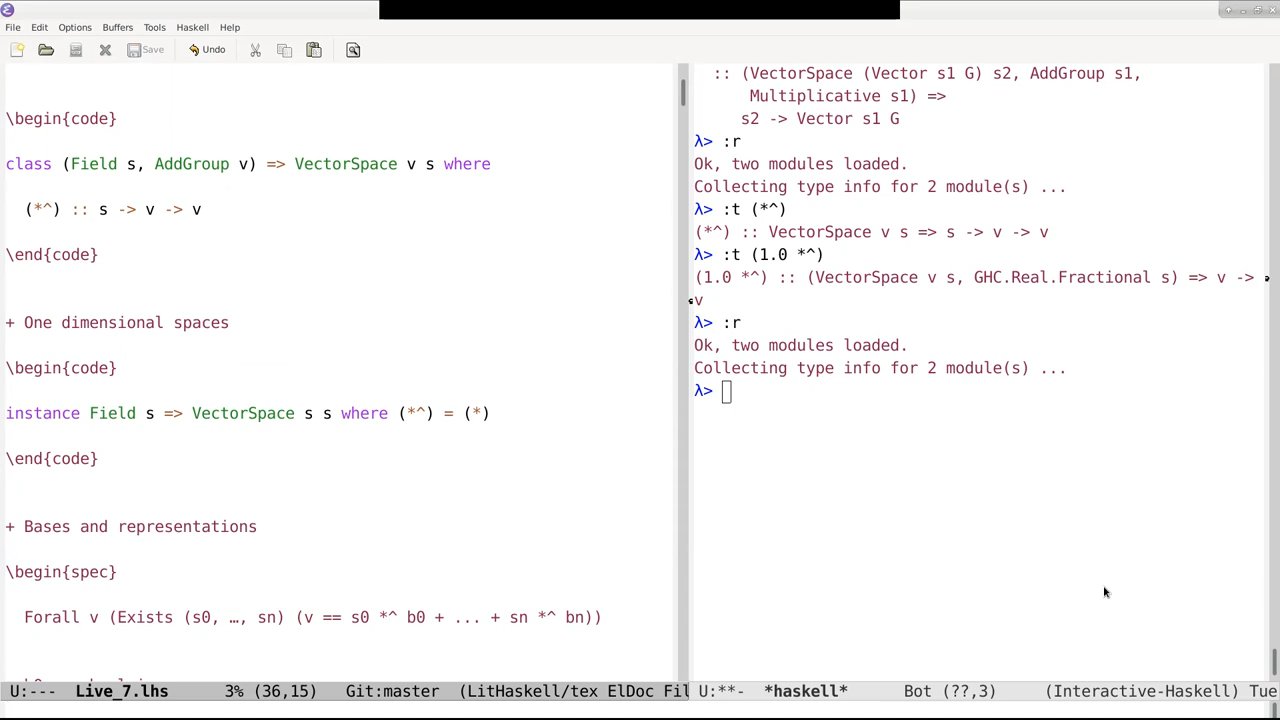 File Edit Options Buffers Tools Haskell Help
Save Undo
\begin{code}
class (Field s, AddGroup v) => VectorSpace v s where
(*^) :: s -> v -> v
\end{code}
+ One dimensional spaces
\begin{code}
instance Field s => VectorSpace s s where (*^) = (*)
\end{code}
+ Bases and representations
\begin{spec}
Forall v (Exists (s0, …, sn) (v == s0 *^ b0 + ... + sn *^ bn))
U:--- Live_7.lhs 3% (36,15) Git:master (LitHaskell/tex ElDoc Fil
:: (VectorSpace (Vector s1 G) s2, AddGroup s1,
Multiplicative s1) =>
s2 -> Vector s1 G
λ> :r
Ok, two modules loaded.
Collecting type info for 2 module(s) ...
λ> :t (*^)
(*^) :: VectorSpace v s => s -> v -> v
λ> :t (1.0 *^)
(1.0 *^) :: (VectorSpace v s, GHC.Real.Fractional s) => v ->
v
λ> :r
Ok, two modules loaded.
Collecting type info for 2 module(s) ...
λ>
U:**- *haskell* Bot (??,3) (Interactive-Haskell) Tue